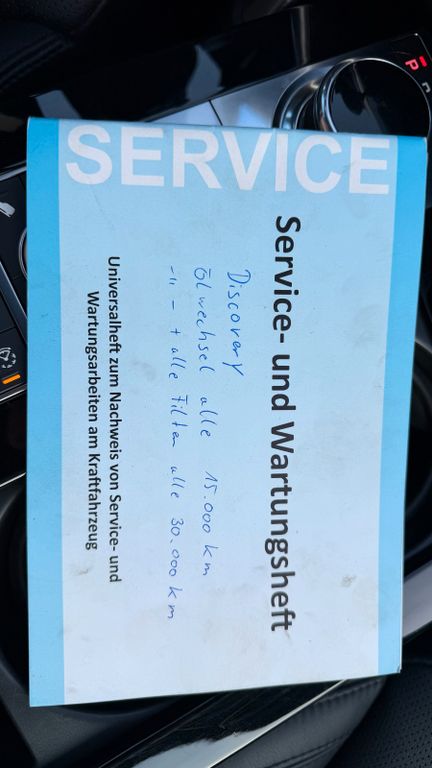 SERVICE
Service- und Wartungsheft
Discovery
Ölwechsel alle 15.000 km
-"- + alle Filter alle 30.000 km
Universalheft zum Nachweis von Service- und
Wartungsarbeiten am Kraftfahrzeug
P